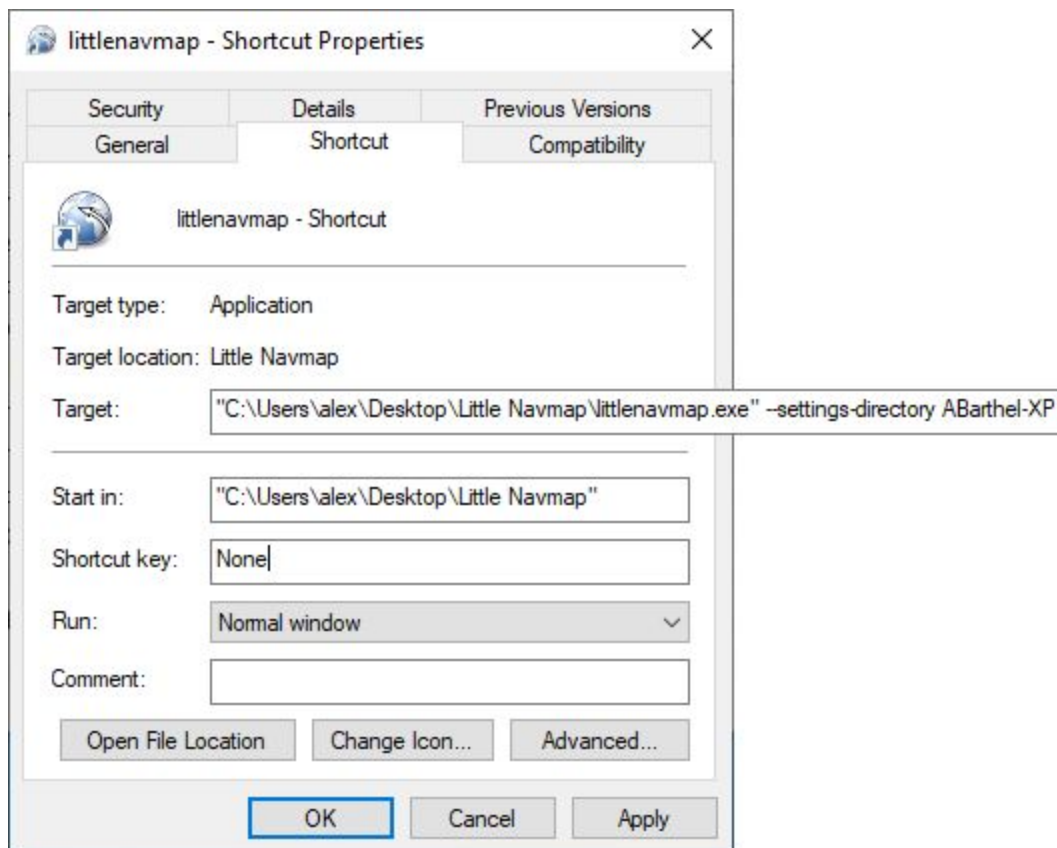 littlenavmap - Shortcut Properties
Security Details Previous Versions
General Shortcut Compatibility
littlenavmap - Shortcut
Target type: Application
Target location: Little Navmap
Target: "C:\Users\alex\Desktop\Little Navmap\littlenavmap.exe" --settings-directory ABarthel-XP
Start in: "C:\Users\alex\Desktop\Little Navmap"
Shortcut key: None
Run: Normal window
Comment:
Open File Location Change Icon... Advanced...
OK Cancel Apply